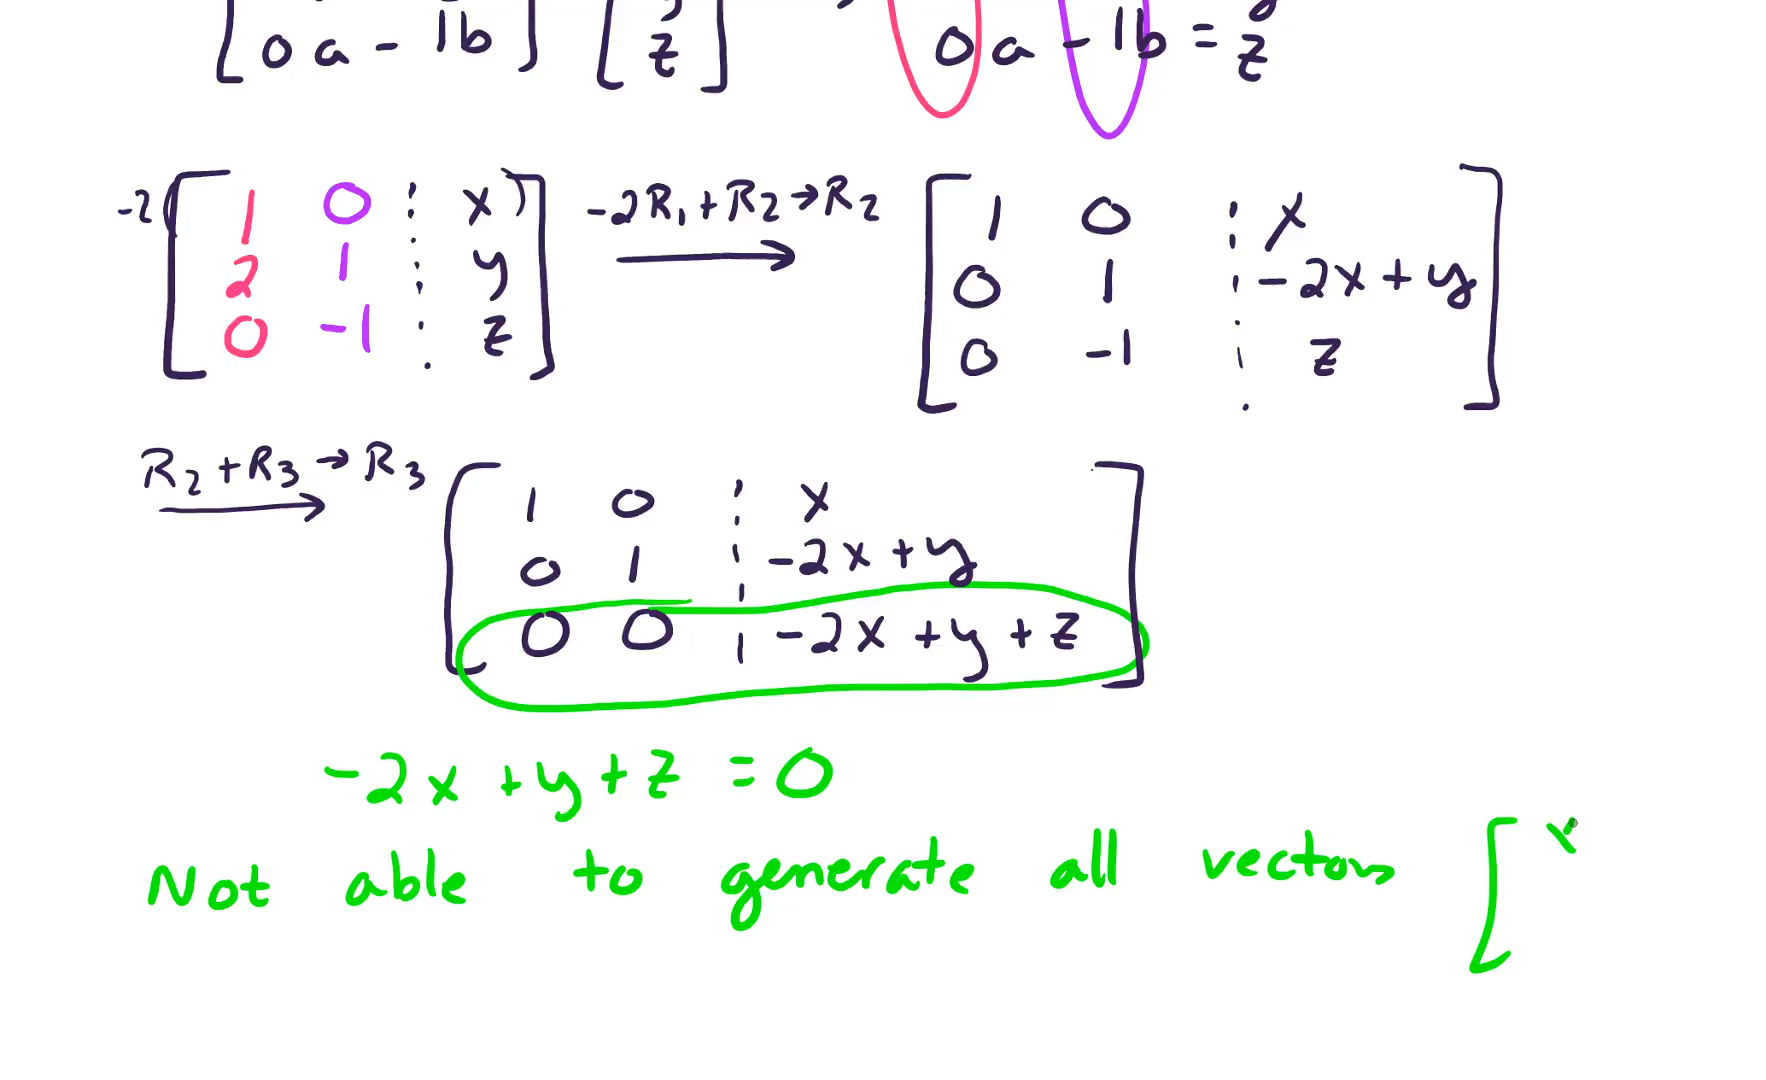 0a - 1b z 0a - 1b = z
-2( 1 0 ⋮ x ) -2R₁ + R₂ → R₂ 1 0 ⋮ x
2 1 ⋮ y 0 1 ⋮ -2x + y
0 -1 ⋮ z 0 -1 ⋮ z
R₂ + R₃ → R₃ 1 0 ⋮ x
0 1 ⋮ -2x + y
0 0 ⋮ -2x + y + z
-2x + y + z = 0
Not able to generate all vectors [ x